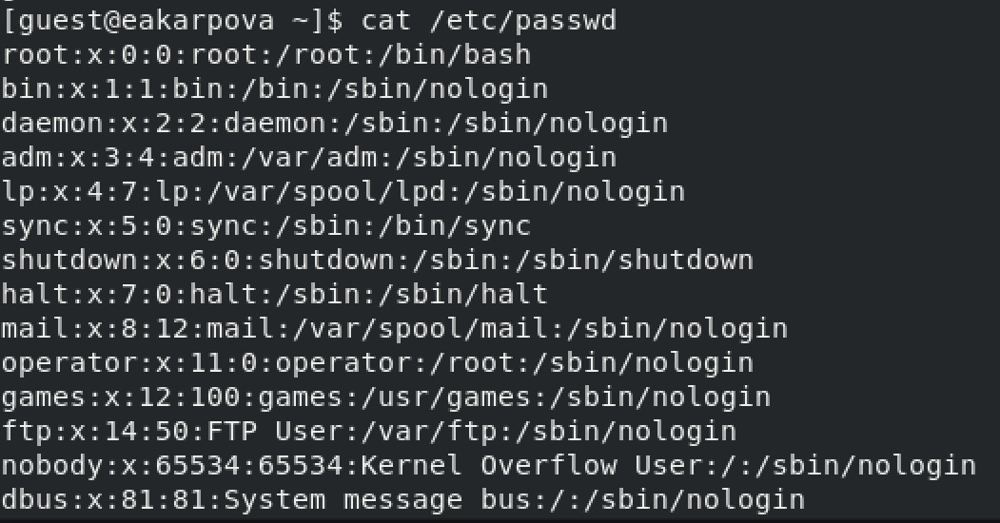 [guest@eakarpova ~]$ cat /etc/passwd
root:x:0:0:root:/root:/bin/bash
bin:x:1:1:bin:/bin:/sbin/nologin
daemon:x:2:2:daemon:/sbin:/sbin/nologin
adm:x:3:4:adm:/var/adm:/sbin/nologin
lp:x:4:7:lp:/var/spool/lpd:/sbin/nologin
sync:x:5:0:sync:/sbin:/bin/sync
shutdown:x:6:0:shutdown:/sbin:/sbin/shutdown
halt:x:7:0:halt:/sbin:/sbin/halt
mail:x:8:12:mail:/var/spool/mail:/sbin/nologin
operator:x:11:0:operator:/root:/sbin/nologin
games:x:12:100:games:/usr/games:/sbin/nologin
ftp:x:14:50:FTP User:/var/ftp:/sbin/nologin
nobody:x:65534:65534:Kernel Overflow User:/:/sbin/nologin
dbus:x:81:81:System message bus:/:/sbin/nologin